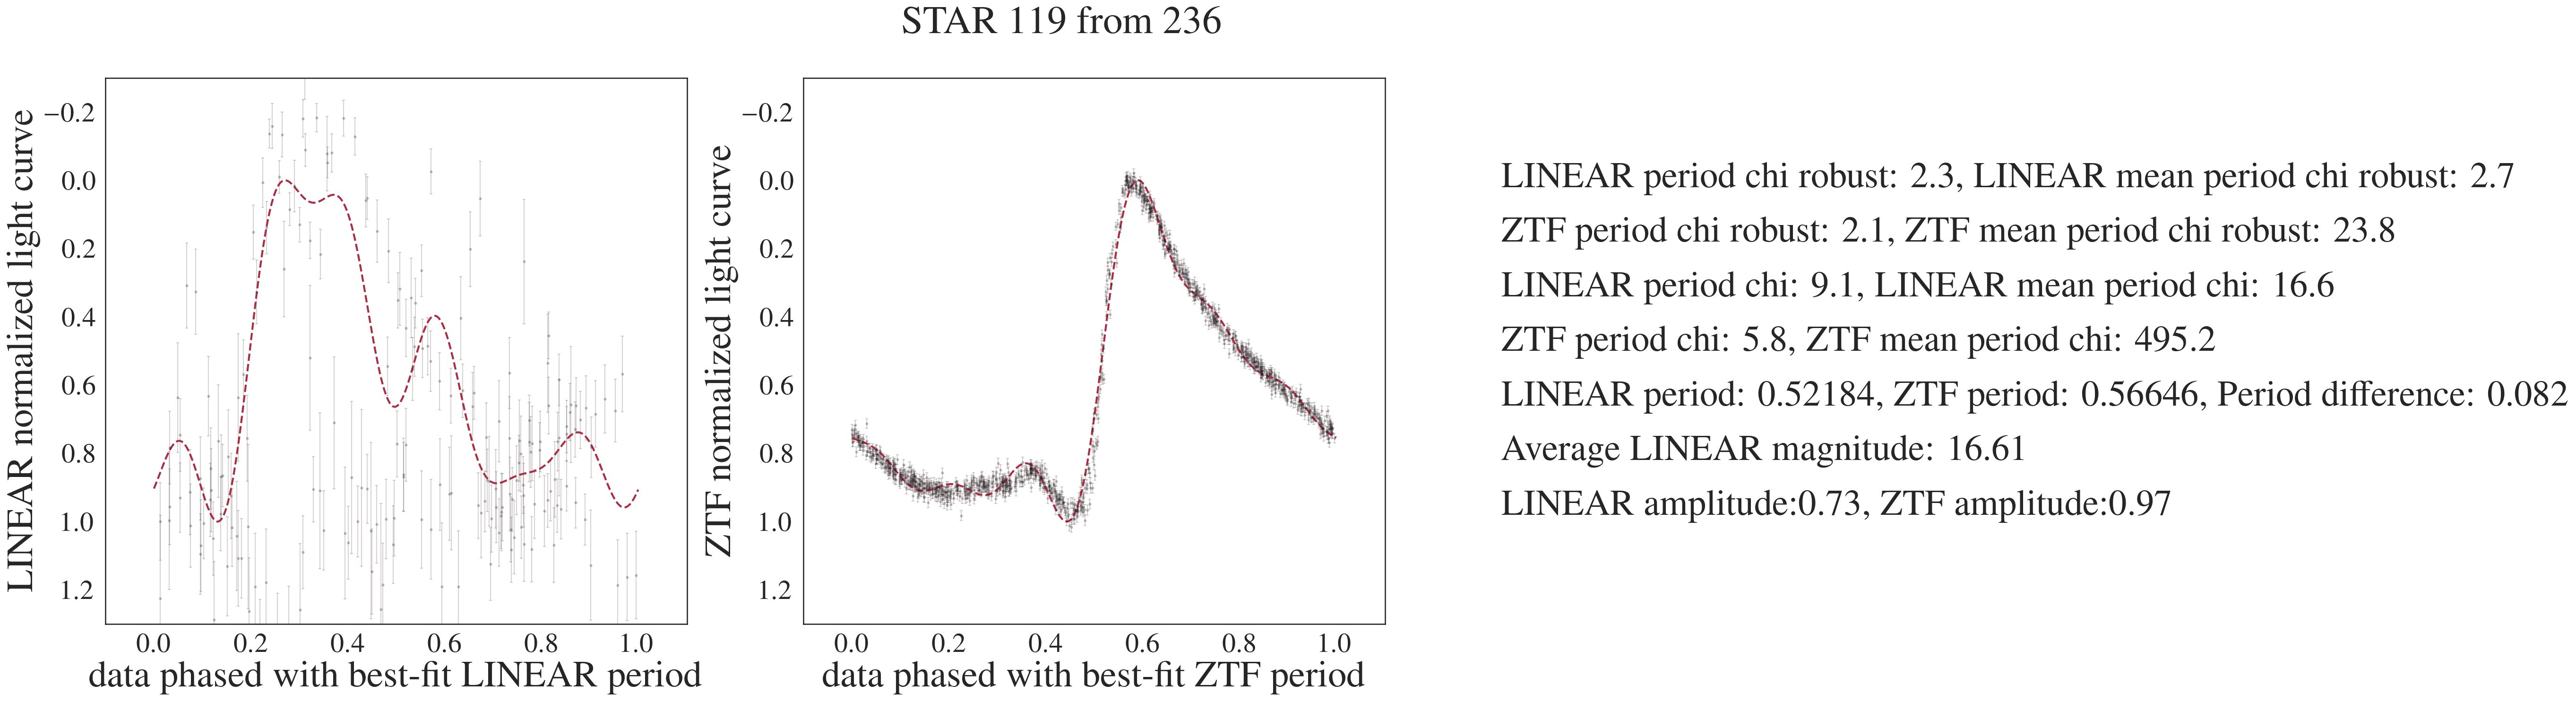 STAR 119 from 236
LINEAR normalized light curve
−0.2
0.0
0.2
0.4
0.6
0.8
1.0
1.2
0.0 0.2 0.4 0.6 0.8 1.0
data phased with best-fit LINEAR period
ZTF normalized light curve
−0.2
0.0
0.2
0.4
0.6
0.8
1.0
1.2
0.0 0.2 0.4 0.6 0.8 1.0
data phased with best-fit ZTF period
LINEAR period chi robust: 2.3, LINEAR mean period chi robust: 2.7
ZTF period chi robust: 2.1, ZTF mean period chi robust: 23.8
LINEAR period chi: 9.1, LINEAR mean period chi: 16.6
ZTF period chi: 5.8, ZTF mean period chi: 495.2
LINEAR period: 0.52184, ZTF period: 0.56646, Period difference: 0.082
Average LINEAR magnitude: 16.61
LINEAR amplitude:0.73, ZTF amplitude:0.97